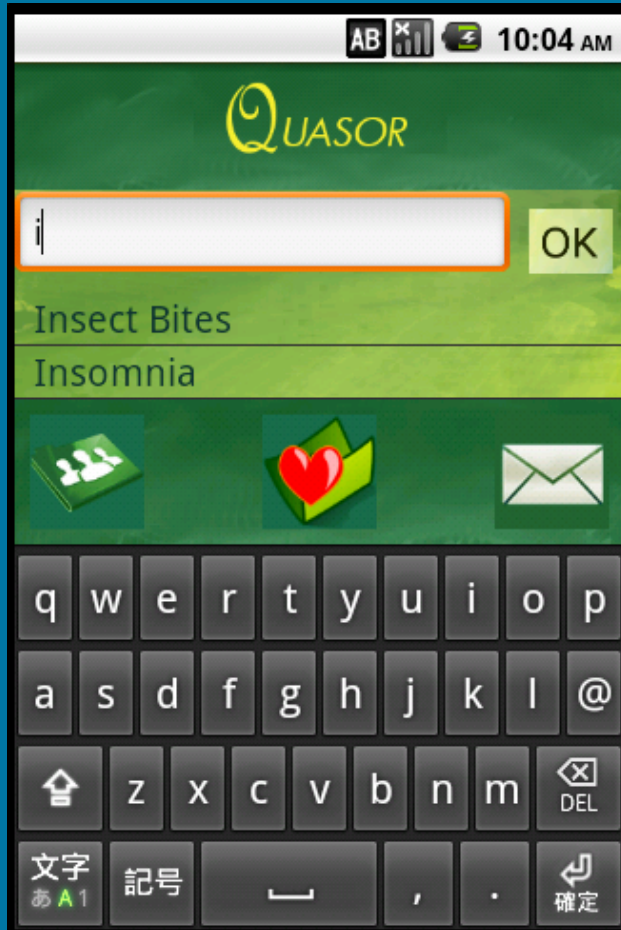 AB 10:04 AM
QUASOR
i
OK
Insect Bites
Insomnia
q w e r t y u i o p
a s d f g h j k l @
z x c v b n m DEL
文字 記号 , . 確定
あ A 1